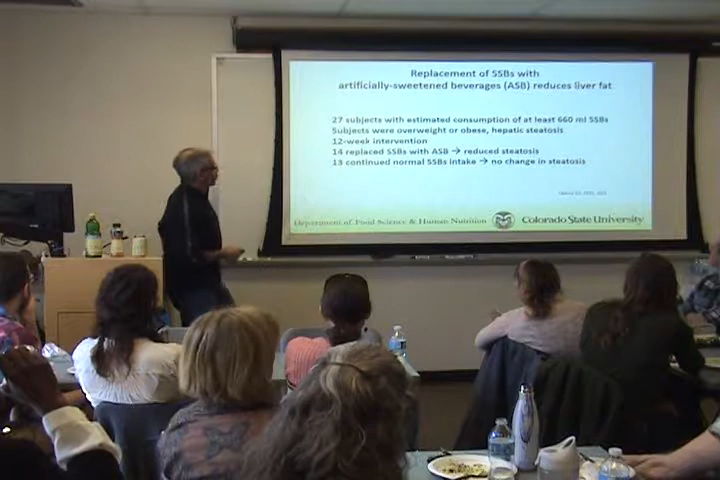 Replacement of SSBs with
artificially-sweetened beverages (ASB) reduces liver fat
27 subjects with estimated consumption of at least 660 ml SSBs
Subjects were overweight or obese, hepatic steatosis
12-week intervention
14 replaced SSBs with ASB → reduced steatosis
13 continued normal SSBs intake → no change in steatosis
Department of Food Science & Human Nutrition Colorado State University